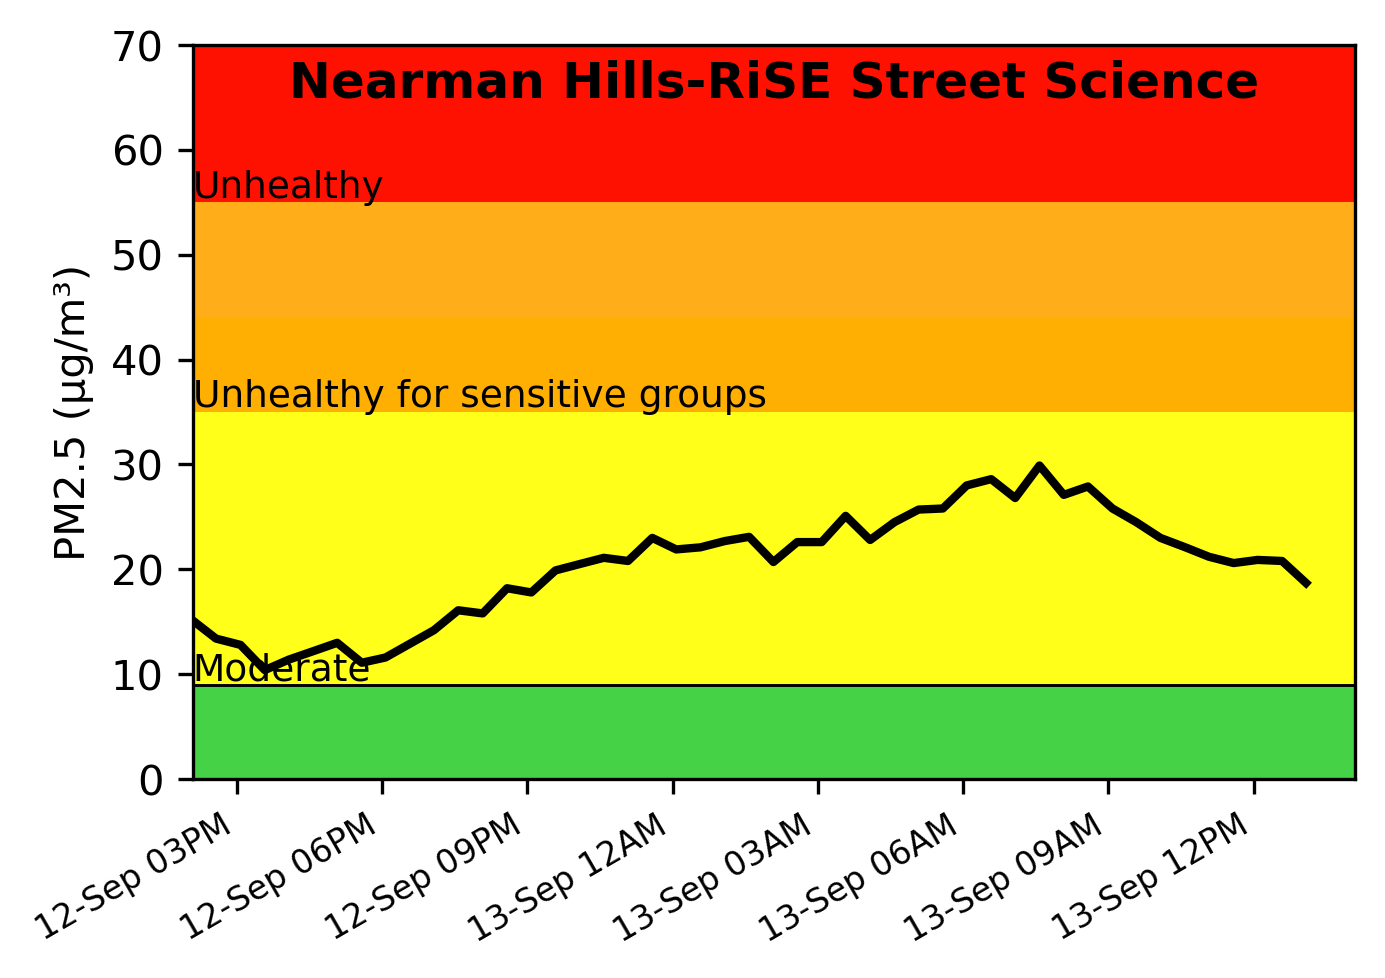 Nearman Hills-RiSE Street Science
70
60
50
40
30
20
10
0
PM2.5 (µg/m³)
Unhealthy
Unhealthy for sensitive groups
Moderate
12-Sep 03PM
12-Sep 06PM
12-Sep 09PM
13-Sep 12AM
13-Sep 03AM
13-Sep 06AM
13-Sep 09AM
13-Sep 12PM